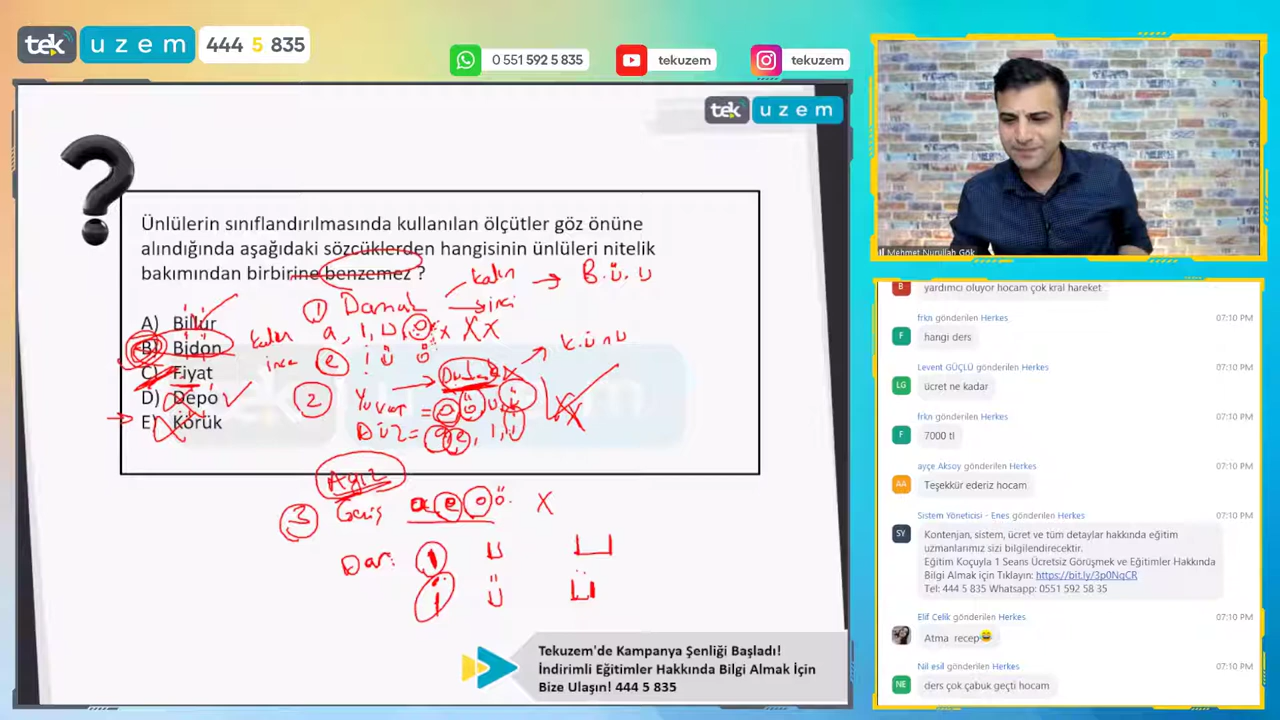 tek uzem 444 5 835
0 551 592 5 835
tekuzem
tekuzem
tek uzem
Ünlülerin sınıflandırılmasında kullanılan ölçütler göz önüne
alındığında aşağıdaki sözcüklerden hangisinin ünlüleri nitelik
bakımından birbirine benzemez ?
kalın → B.Ü.U
① Damak
A) Billur
kalın a, ı, u, o x X X
B) Bidon
ince e i ü ö
K.Ü.U
C) Fiyat
② Yuvar
D) Depo
DÜZ =
E) Körük
Ağız
③ Geniş a e o ö X
Dar: ı u
i ü
Tekuzem'de Kampanya Şenliği Başladı!
İndirimli Eğitimler Hakkında Bilgi Almak İçin
Bize Ulaşın! 444 5 835
Mehmet Nurullah Gök
B yardımcı oluyor hocam çok kral hareket
frkn gönderilen Herkes 07:10 PM
F hangi ders
Levent GÜÇLÜ gönderilen Herkes 07:10 PM
LG ücret ne kadar
frkn gönderilen Herkes 07:10 PM
F 7000 tl
ayçe Aksoy gönderilen Herkes 07:10 PM
AA Teşekkür ederiz hocam
Sistem Yöneticisi - Enes gönderilen Herkes 07:10 PM
SY Kontenjan, sistem, ücret ve tüm detaylar hakkında eğitim
uzmanlarımız sizi bilgilendirecektir.
Eğitim Koçuyla 1 Seans Ücretsiz Görüşmek ve Eğitimler Hakkında
Bilgi Almak için Tıklayın: https://bit.ly/3p0NqCR
Tel: 444 5 835 Whatsapp: 0551 592 58 35
Elif Celik gönderilen Herkes 07:10 PM
Atma recep
Nil esil gönderilen Herkes 07:10 PM
NE ders çok çabuk geçti hocam